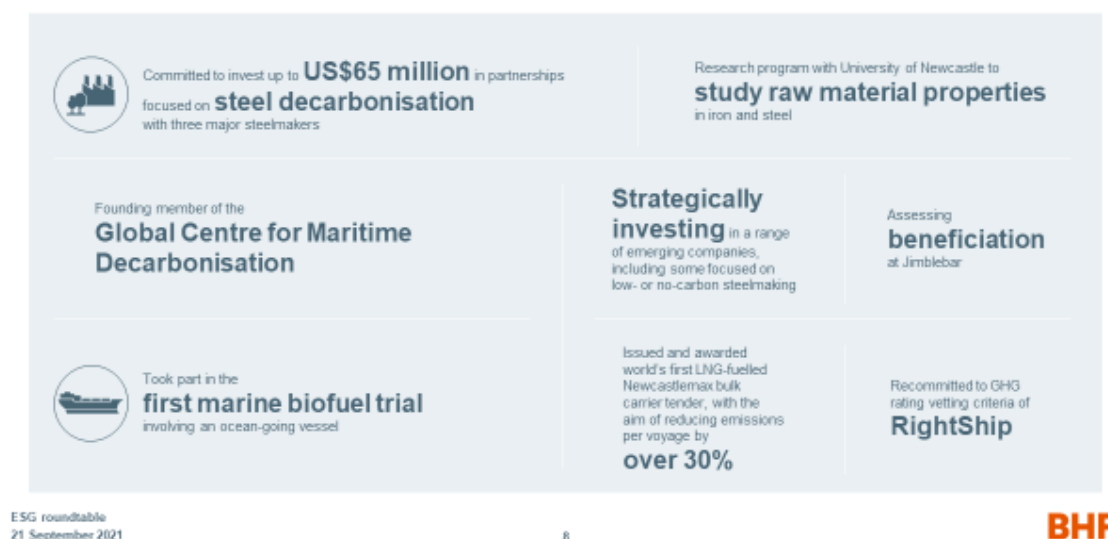 Committed to invest up to US$65 million in partnerships
focused on steel decarbonisation
with three major steelmakers
Research program with University of Newcastle to
study raw material properties
in iron and steel
Founding member of the
Global Centre for Maritime
Decarbonisation
Strategically
investing in a range
of emerging companies,
including some focused on
low- or no-carbon steelmaking
Assessing
beneficiation
at Jimblebar
Took part in the
first marine biofuel trial
involving an ocean-going vessel
Issued and awarded
world's first LNG-fuelled
Newcastlemax bulk
carrier tender, with the
aim of reducing emissions
per voyage by
over 30%
Recommitted to GHG
rating vetting criteria of
RightShip
ESG roundtable
21 September 2021
8
BHP